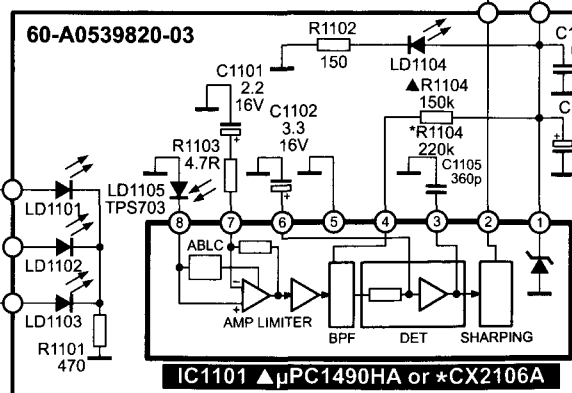 60-A0539820-03
R1102
150
LD1104
C1
C1101
2.2
16V
C1102
3.3
16V
▲R1104
150k
*R1104
220k
C
R1103
4.7R
C1105
360p
LD1105
TPS703
LD1101
LD1102
LD1103
R1101
470
8
7
6
5
4
3
2
1
ABLC
-
+
AMP LIMITER
BPF
DET
SHARPING
IC1101 ▲µPC1490HA or *CX2106A